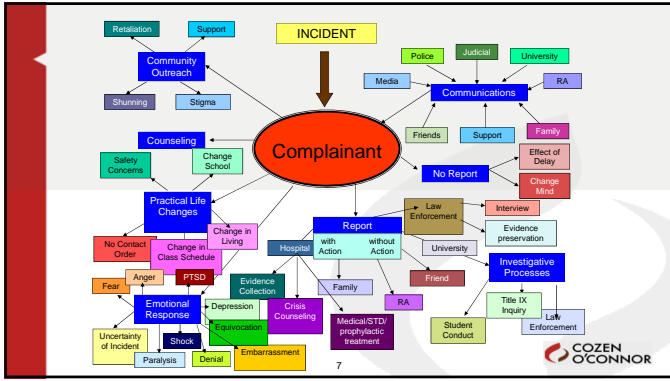 INCIDENT
Retaliation
Support
Community
Outreach
Shunning
Stigma
Police
Judicial
University
Media
RA
Communications
Friends
Support
Family
Counseling
Complainant
Safety
Concerns
Change
School
No Report
Effect of
Delay
Change
Mind
Practical Life
Changes
No Contact
Order
Change in
Class Schedule
Change in
Living
Report
with
Action
without
Action
Law
Enforcement
Interview
Evidence
preservation
University
Hospital
Family
Friend
RA
Investigative
Processes
Evidence
Collection
Crisis
Counseling
Medical/STD/
prophylactic
treatment
Title IX
Inquiry
Law
Enforcement
Student
Conduct
Anger
PTSD
Fear
Emotional
Response
Depression
Equivocation
Uncertainty
of Incident
Shock
Paralysis
Denial
Embarrassment
7
COZEN
O'CONNOR